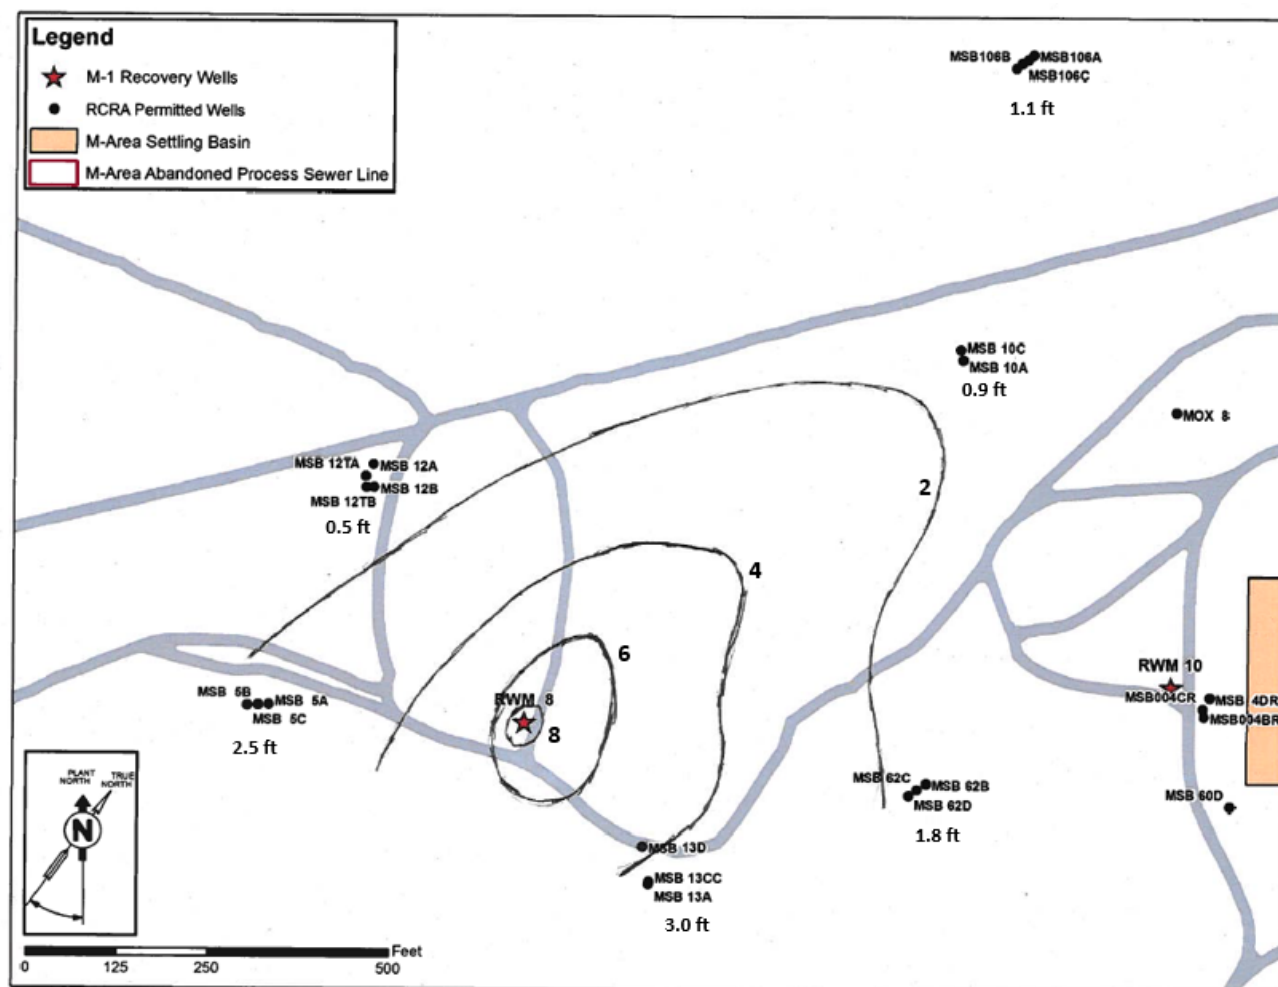 Legend
M-1 Recovery Wells
RCRA Permitted Wells
M-Area Settling Basin
M-Area Abandoned Process Sewer Line
MSB106B
MSB106A
MSB106C
1.1 ft
MSB 10C
MSB 10A
0.9 ft
MOX 8
MSB 12TA
MSB 12A
MSB 12TB
MSB 12B
0.5 ft
2
4
6
RWM 8
8
MSB 5B
MSB 5A
MSB 5C
2.5 ft
RWM 10
MSB004CR
MSB 4DR
MSB004BR
MSB 62C
MSB 62B
MSB 62D
1.8 ft
MSB 60D
MSB 13D
MSB 13CC
MSB 13A
3.0 ft
PLANT
NORTH
TRUE
NORTH
N
Feet
0 125 250 500